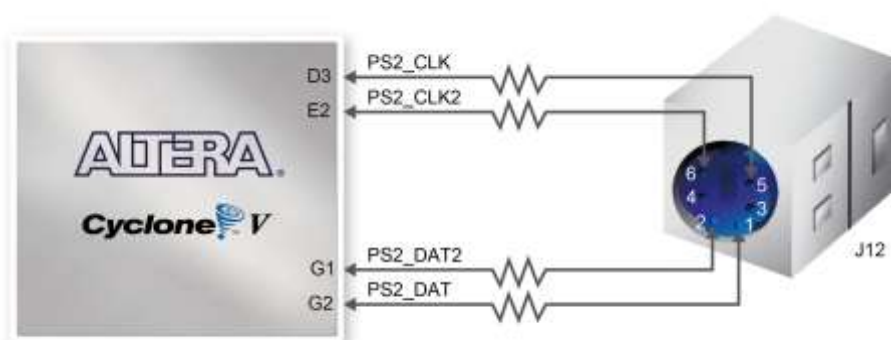 D3
PS2_CLK
E2
PS2_CLK2
ALTERA.
Cyclone V
6
5
4
3
2
1
J12
G1
PS2_DAT2
G2
PS2_DAT